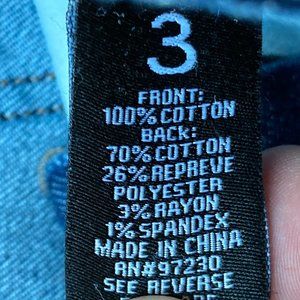 3
FRONT:
100% COTTON
BACK:
70% COTTON
26% REPREVE
POLYESTER
3% RAYON
1% SPANDEX
MADE IN CHINA
RN#97230
SEE REVERSE